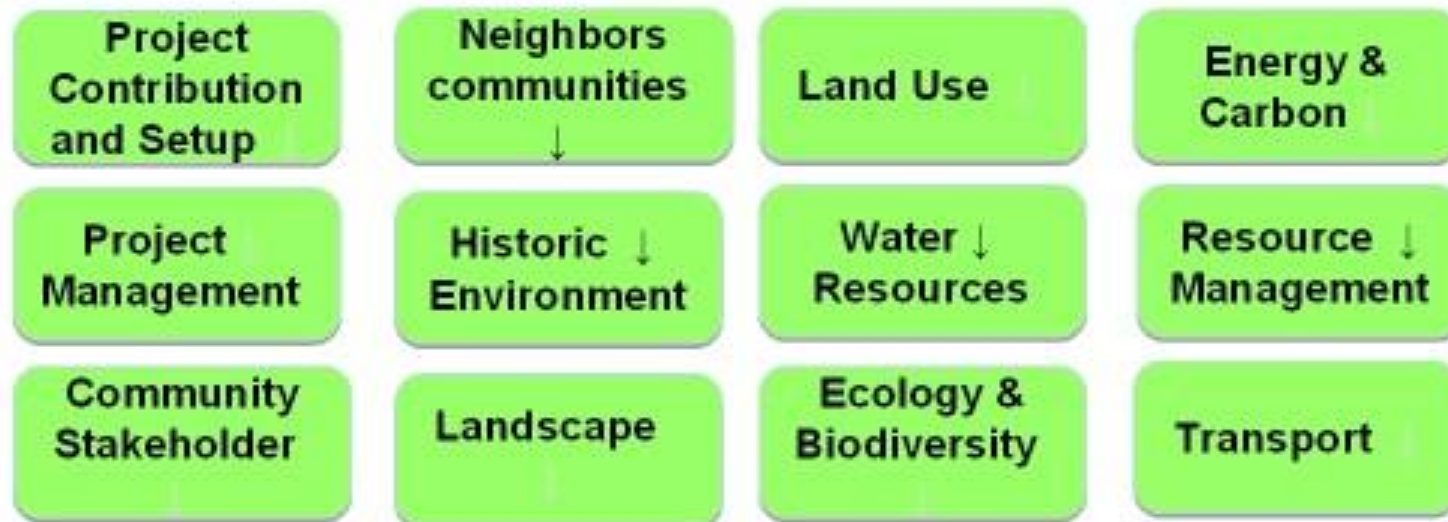 Project
Contribution
and Setup ↓
Neighbors
communities
↓
Land Use ↓
Energy &
Carbon ↓
Project ↓
Management
Historic ↓
Environment
Water ↓
Resources
Resource ↓
Management
Community
Stakeholder
↓
Landscape
↓
Ecology &
Biodiversity
↓
Transport ↓